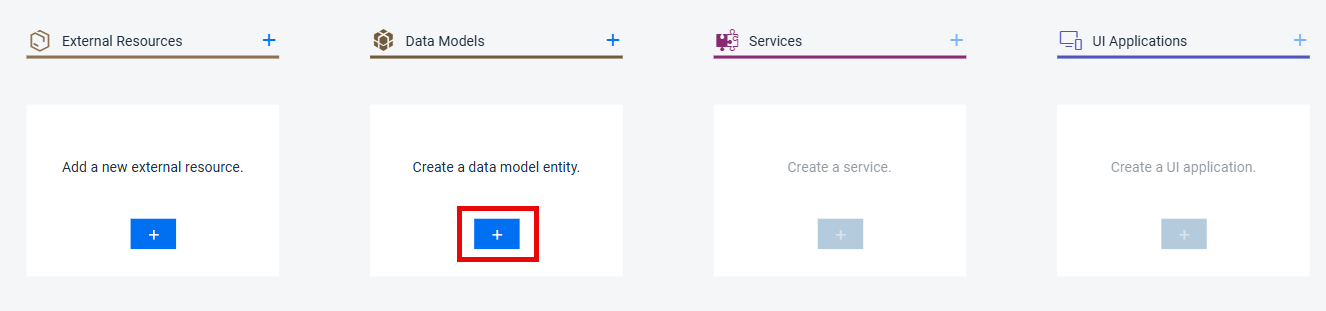 External Resources +
Data Models +
Services +
UI Applications +
Add a new external resource.
Create a data model entity.
Create a service.
Create a UI application.
+
+
+
+